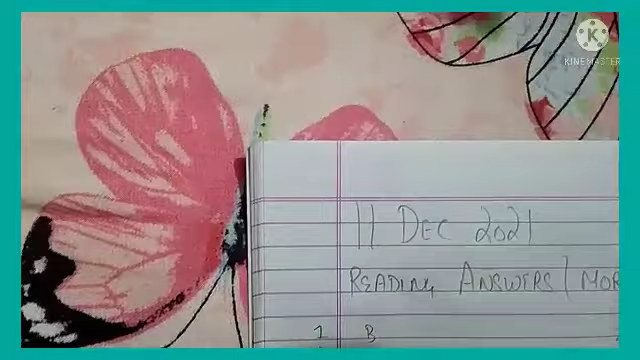 KINEMASTER
11 DEC 2021
READING ANSWERS (MOR
1 B